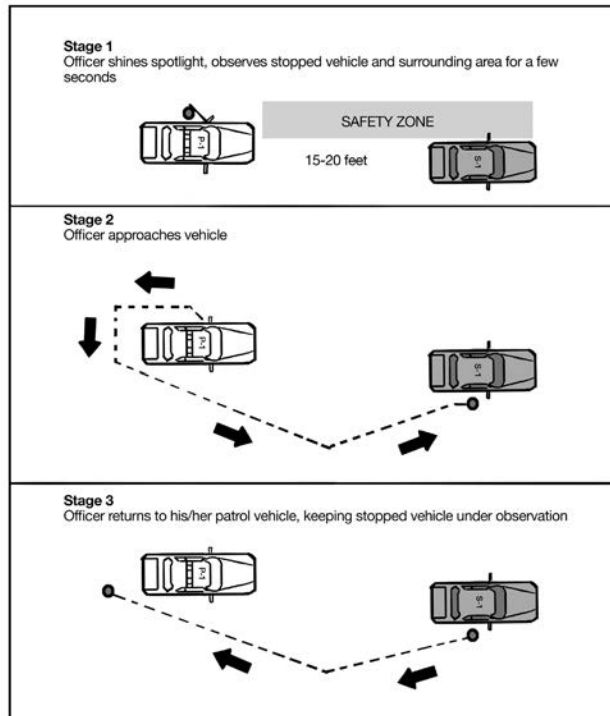 Stage 1
Officer shines spotlight, observes stopped vehicle and surrounding area for a few
seconds
SAFETY ZONE
P-1
15-20 feet
S-1
Stage 2
Officer approaches vehicle
P-1
S-1
Stage 3
Officer returns to his/her patrol vehicle, keeping stopped vehicle under observation
P-1
S-1